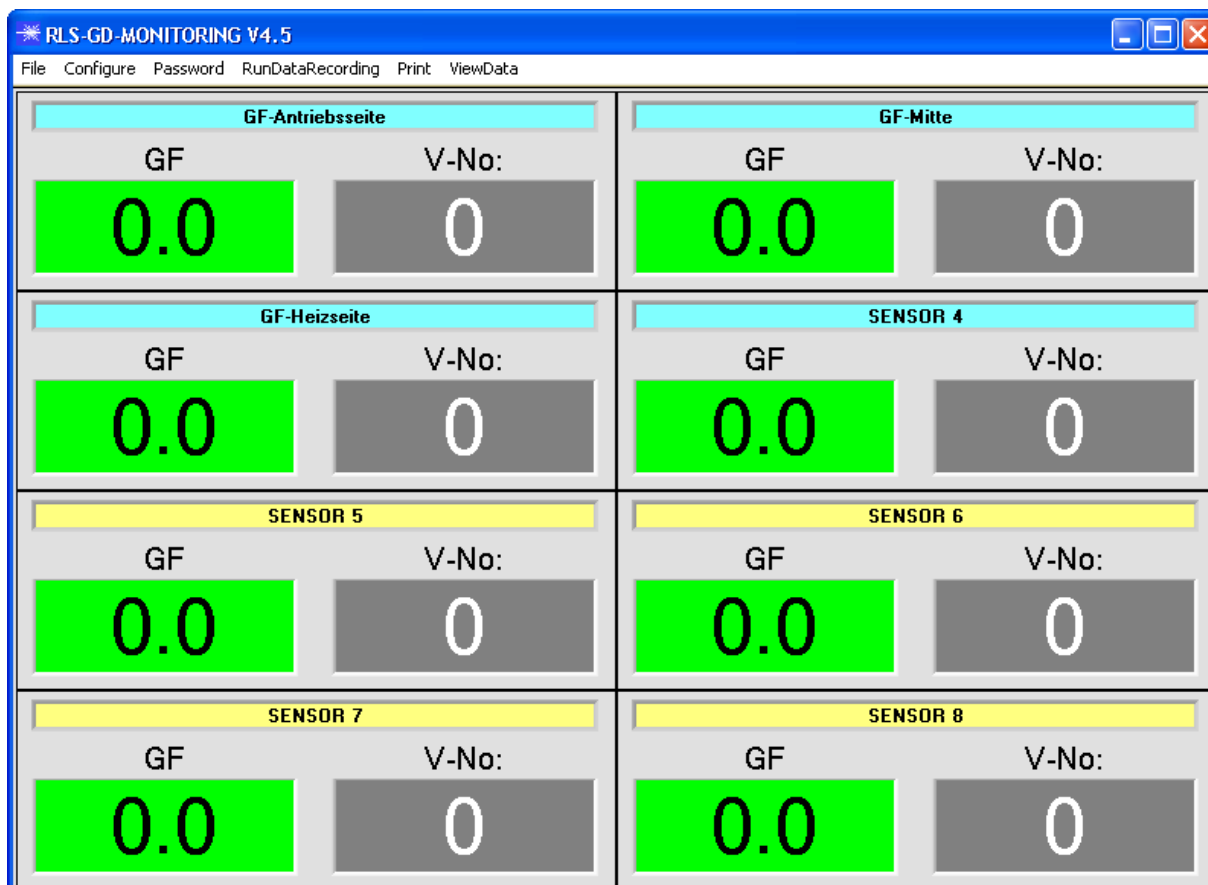 RLS-GD-MONITORING V4.5
File Configure Password RunDataRecording Print ViewData
GF-Antriebsseite
GF V-No:
0.0 0
GF-Mitte
GF V-No:
0.0 0
GF-Heizseite
GF V-No:
0.0 0
SENSOR 4
GF V-No:
0.0 0
SENSOR 5
GF V-No:
0.0 0
SENSOR 6
GF V-No:
0.0 0
SENSOR 7
GF V-No:
0.0 0
SENSOR 8
GF V-No:
0.0 0